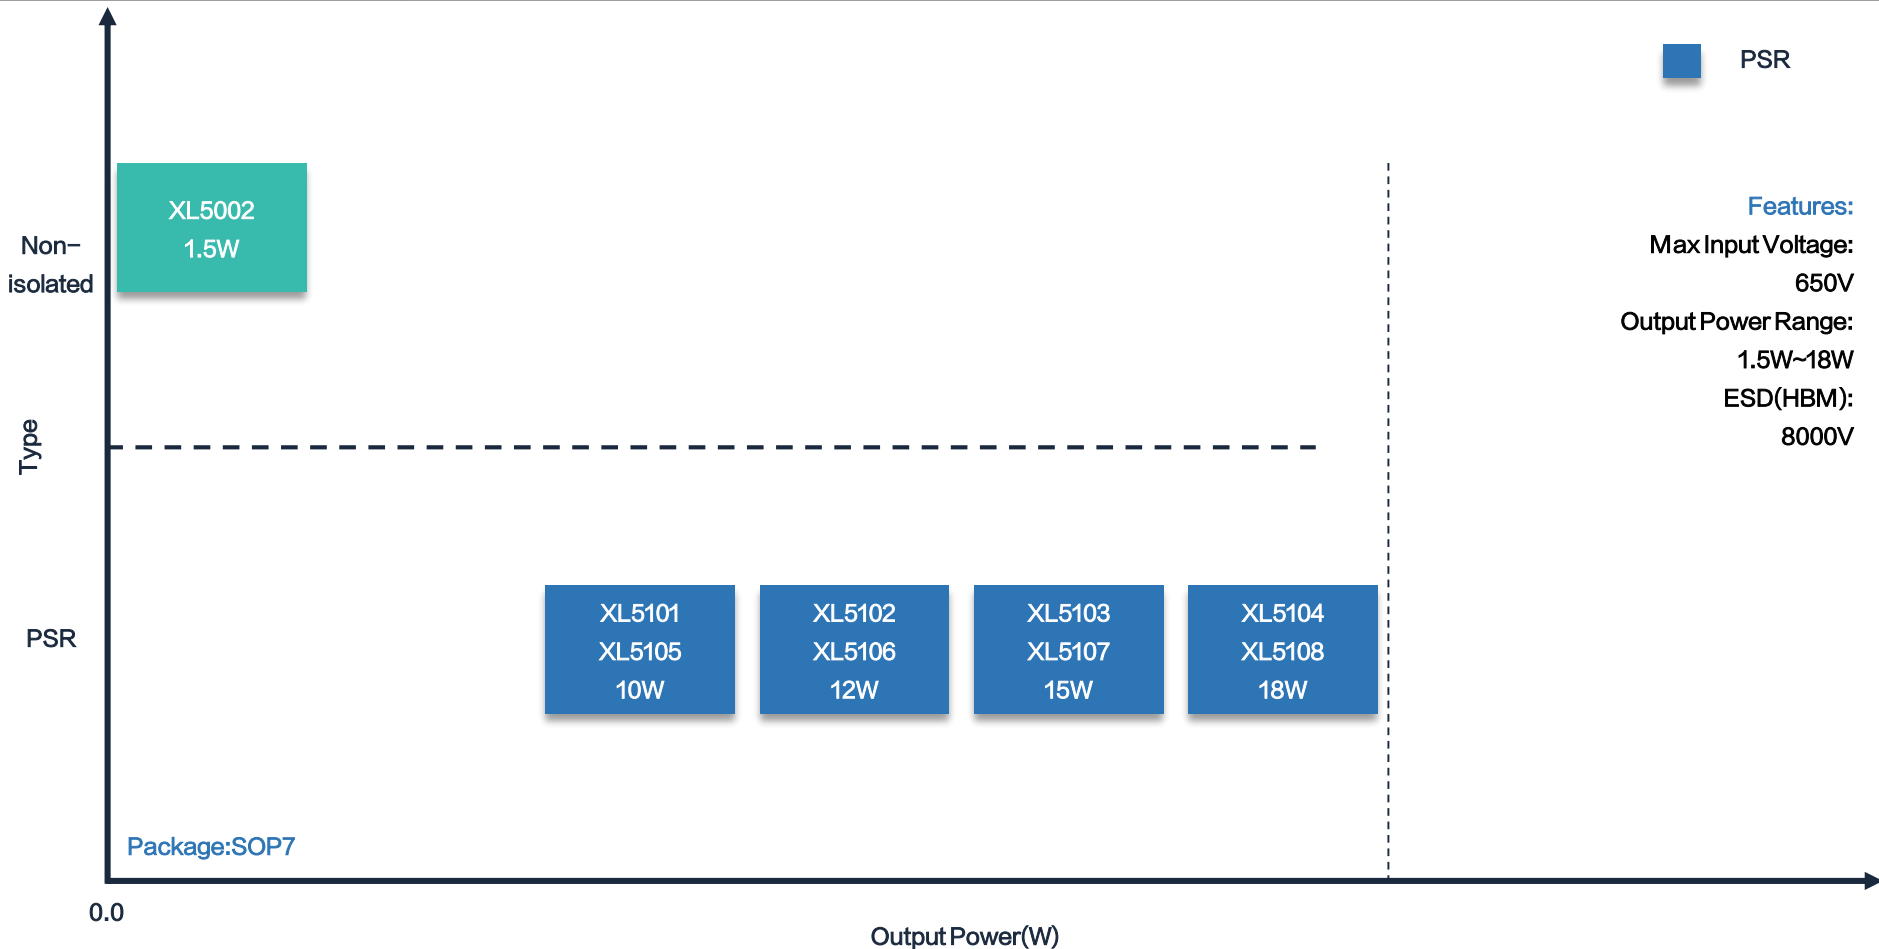 PSR
XL5002
1.5W
Non-
isolated
Features:
Max Input Voltage:
650V
Output Power Range:
1.5W~18W
ESD(HBM):
8000V
Type
PSR
XL5101
XL5105
10W
XL5102
XL5106
12W
XL5103
XL5107
15W
XL5104
XL5108
18W
Package:SOP7
0.0
Output Power(W)